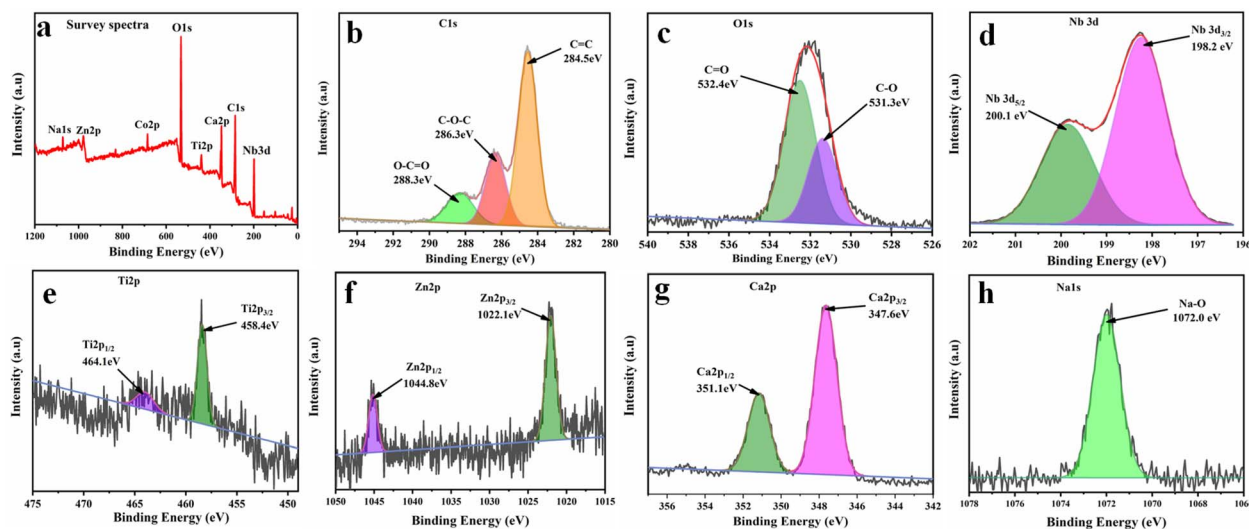 a
Survey spectra
O1s
Na1s
Zn2p
Co2p
Ti2p
Ca2p
C1s
Nb3d
Intensity (a.u)
1200 1000 800 600 400 200 0
Binding Energy (eV)
b
C1s
C=C
284.5eV
C-O-C
286.3eV
O-C=O
288.3eV
Intensity (a.u)
294 292 290 288 286 284 282 280
Binding Energy (eV)
c
O1s
C=O
532.4eV
C-O
531.3eV
Intensity (a.u)
540 538 536 534 532 530 528 526
Binding Energy (eV)
d
Nb 3d
Nb 3d3/2
198.2 eV
Nb 3d5/2
200.1 eV
Intensity (a.u)
202 201 200 199 198 197 196
Binding Energy (eV)
e
Ti2p
Ti2p3/2
458.4eV
Ti2p1/2
464.1eV
Intensity (a.u)
475 470 465 460 455 450
Binding Energy (eV)
f
Zn2p
Zn2p3/2
1022.1eV
Zn2p1/2
1044.8eV
Intensity (a.u)
1050 1045 1040 1035 1030 1025 1020 1015
Binding Energy (eV)
g
Ca2p
Ca2p3/2
347.6eV
Ca2p1/2
351.1eV
Intensity (a.u)
356 354 352 350 348 346 344 342
Binding Energy (eV)
h
Na1s
Na-O
1072.0 eV
Intensity (a.u)
1078 1076 1074 1072 1070 1068 106
Binding Energy (eV)